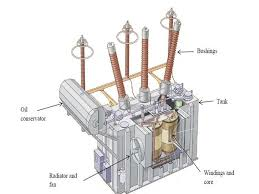 Bushings
Tank
Oil
conservator
Radiator and
fan
Windings and
core